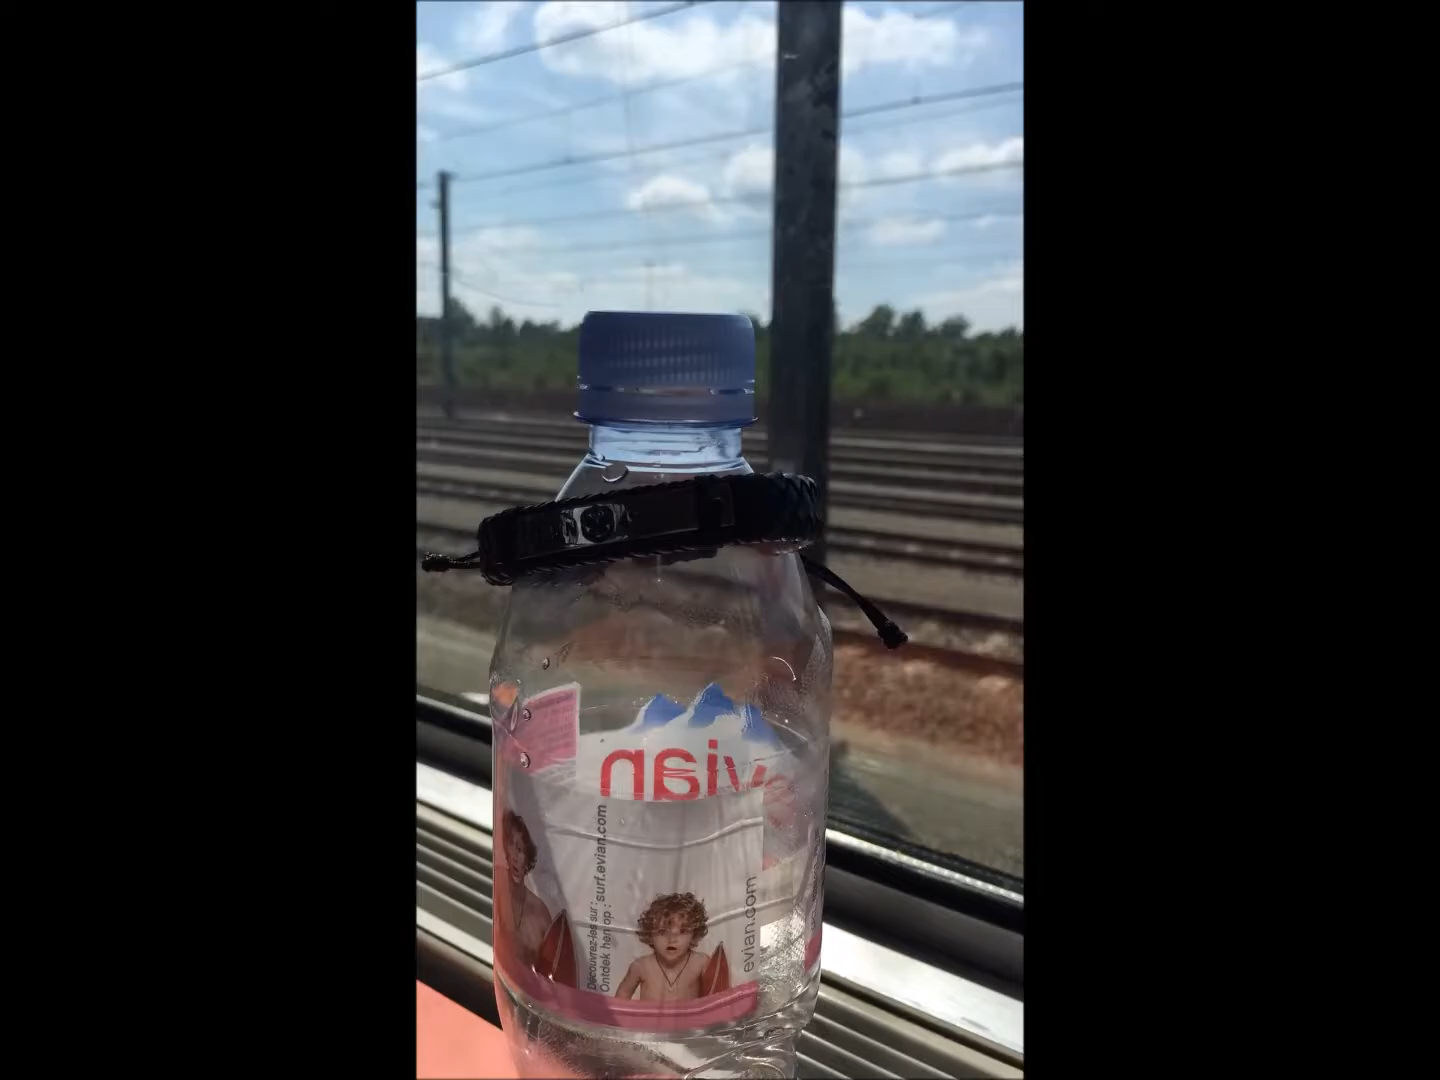 evian
Découvrez-les sur :
Ontdek hen op : surf.evian.com
evian.com